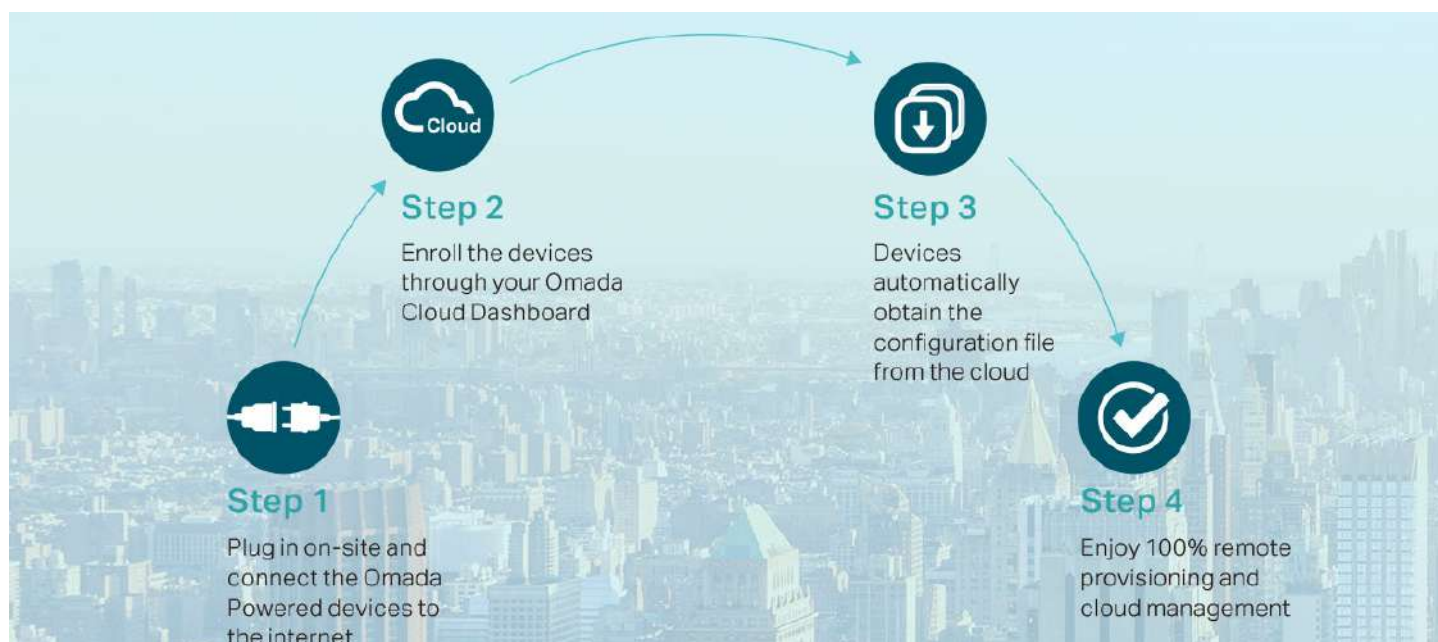 Step 1
Plug in on-site and
connect the Omada
Powered devices to
the internet
Cloud
Step 2
Enroll the devices
through your Omada
Cloud Dashboard
Step 3
Devices
automatically
obtain the
configuration file
from the cloud
Step 4
Enjoy 100% remote
provisioning and
cloud management